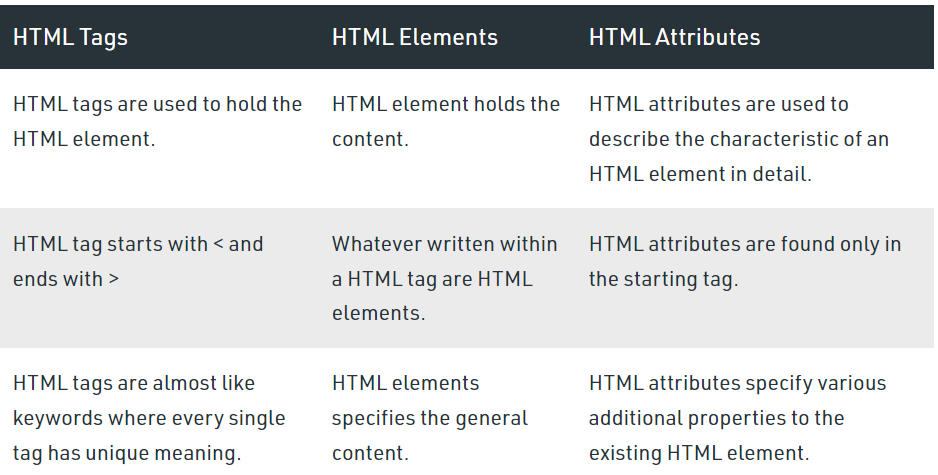 HTML Tags
HTML Elements
HTML Attributes
HTML tags are used to hold the
HTML element.
HTML element holds the
content.
HTML attributes are used to
describe the characteristic of an
HTML element in detail.
HTML tag starts with < and
ends with >
Whatever written within
a HTML tag are HTML
elements.
HTML attributes are found only in
the starting tag.
HTML tags are almost like
keywords where every single
tag has unique meaning.
HTML elements
specifies the general
content.
HTML attributes specify various
additional properties to the
existing HTML element.